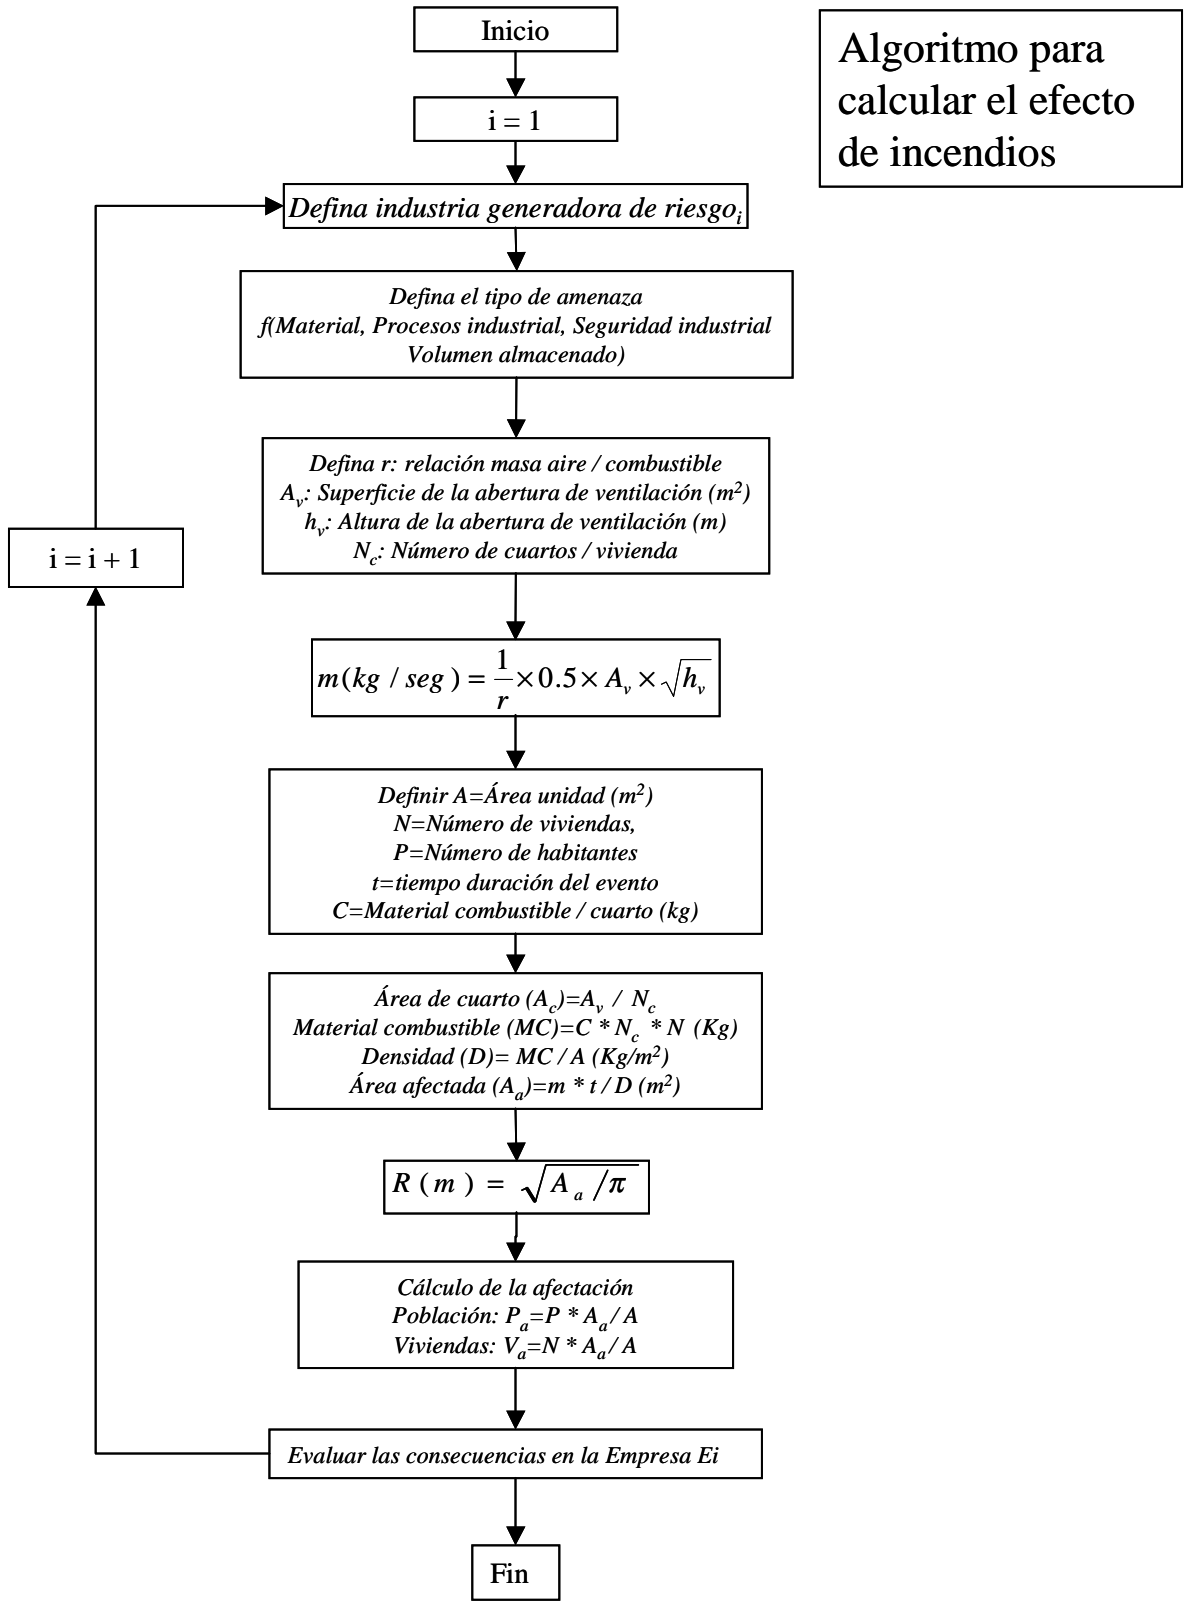 Inicio
Algoritmo para
calcular el efecto
de incendios
i = 1
Defina industria generadora de riesgoᵢ
Defina el tipo de amenaza
f(Material, Procesos industrial, Seguridad industrial
Volumen almacenado)
Defina r: relación masa aire / combustible
A_v: Superficie de la abertura de ventilación (m²)
h_v: Altura de la abertura de ventilación (m)
N_c: Número de cuartos / vivienda
i = i + 1
m(kg / seg) = 1/r × 0.5 × A_v × √h_v
Definir A=Área unidad (m²)
N=Número de viviendas,
P=Número de habitantes
t=tiempo duración del evento
C=Material combustible / cuarto (kg)
Área de cuarto (A_c)=A_v / N_c
Material combustible (MC)=C * N_c * N (Kg)
Densidad (D)= MC / A (Kg/m²)
Área afectada (A_a)=m * t / D (m²)
R (m) = √A_a /π
Cálculo de la afectación
Población: P_a=P * A_a / A
Viviendas: V_a=N * A_a / A
Evaluar las consecuencias en la Empresa Ei
Fin